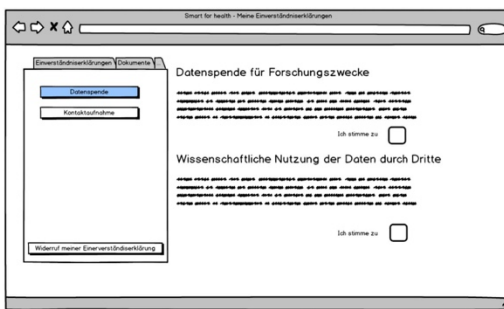 Smart for health - Meine Einverständniserklärungen
Einverständniserklärungen Dokumente ...
Datenspende
Kontaktaufnahme
Widerruf meiner Einerverständiserklärung
Datenspende für Forschungszwecke
Ich stimme zu
Wissenschaftliche Nutzung der Daten durch Dritte
Ich stimme zu